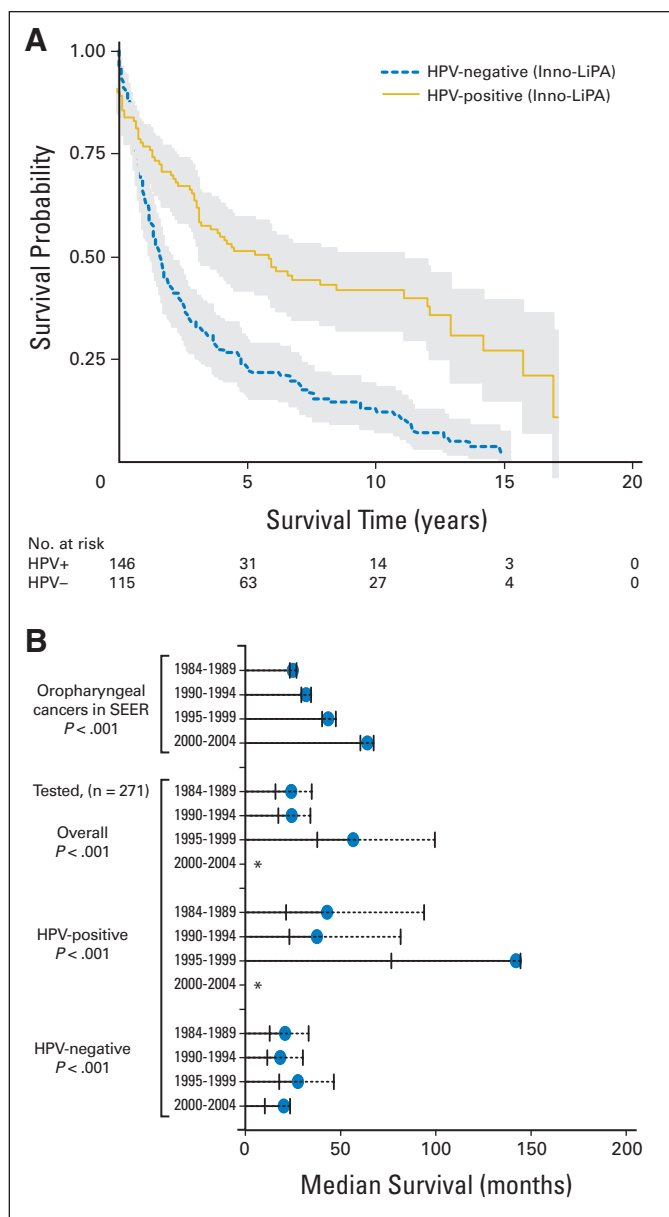 A
1.00
0.75
0.50
0.25
0
5
10
15
20
Survival Probability
Survival Time (years)
HPV-negative (Inno-LiPA)
HPV-positive (Inno-LiPA)
No. at risk
HPV+ 146 31 14 3 0
HPV– 115 63 27 4 0
B
Oropharyngeal
cancers in SEER
P < .001
1984-1989
1990-1994
1995-1999
2000-2004
Tested, (n = 271)
Overall
P < .001
1984-1989
1990-1994
1995-1999
2000-2004 *
HPV-positive
P < .001
1984-1989
1990-1994
1995-1999
2000-2004 *
HPV-negative
P < .001
1984-1989
1990-1994
1995-1999
2000-2004
0 50 100 150 200
Median Survival (months)